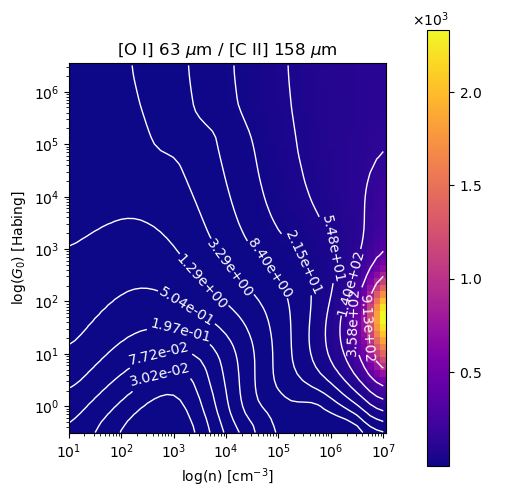 ×10³
[O I] 63 μm / [C II] 158 μm
10⁶
10⁵
10⁴
10³
10²
10¹
10⁰
log(G₀) [Habing]
5.48e+01
2.15e+01
8.40e+00
3.29e+00
1.29e+00
1.40e+02
3.58e+02
9.13e+02
5.04e-01
1.97e-01
7.72e-02
3.02e-02
10¹ 10² 10³ 10⁴ 10⁵ 10⁶ 10⁷
log(n) [cm⁻³]
2.0
1.5
1.0
0.5